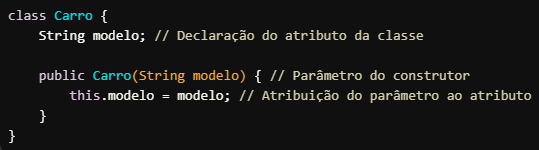 class Carro {
    String modelo; // Declaração do atributo da classe

    public Carro(String modelo) { // Parâmetro do construtor
        this.modelo = modelo; // Atribuição do parâmetro ao atributo
    }
}